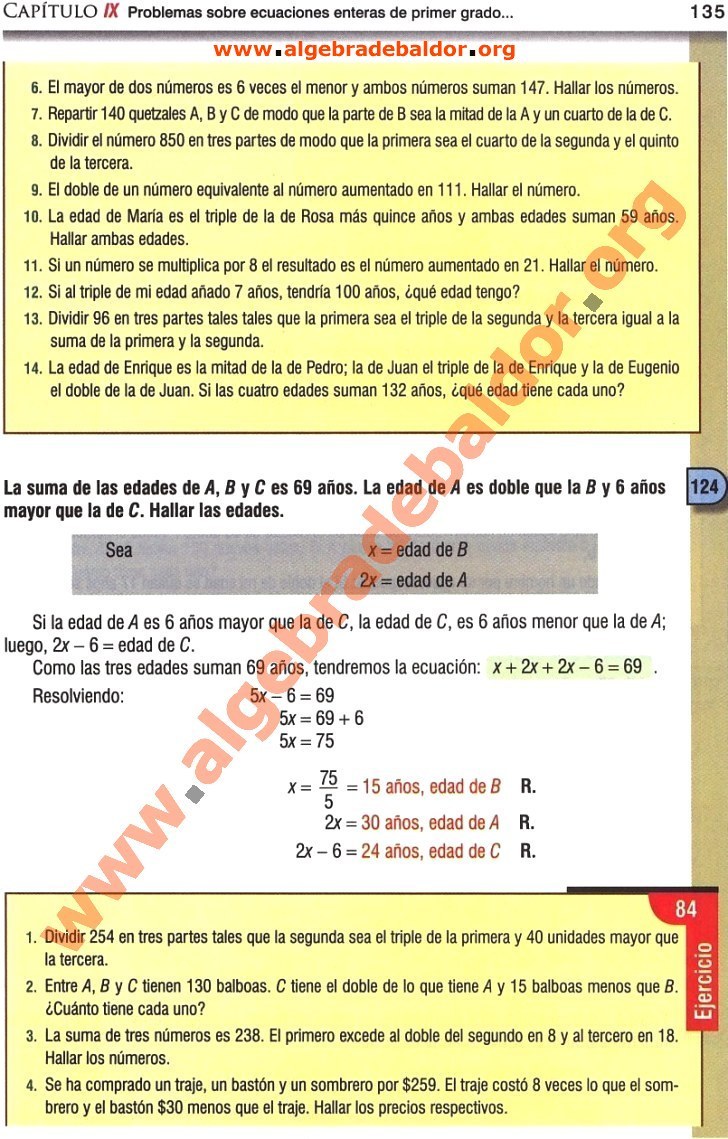 CAPÍTULO IX Problemas sobre ecuaciones enteras de primer grado... 135
www.algebradebaldor.org
6. El mayor de dos números es 6 veces el menor y ambos números suman 147. Hallar los números.
7. Repartir 140 quetzales A, B y C de modo que la parte de B sea la mitad de la A y un cuarto de la de C.
8. Dividir el número 850 en tres partes de modo que la primera sea el cuarto de la segunda y el quinto
de la tercera.
9. El doble de un número equivalente al número aumentado en 111. Hallar el número.
10. La edad de María es el triple de la de Rosa más quince años y ambas edades suman 59 años.
Hallar ambas edades.
11. Si un número se multiplica por 8 el resultado es el número aumentado en 21. Hallar el número.
12. Si al triple de mi edad añado 7 años, tendría 100 años, ¿qué edad tengo?
13. Dividir 96 en tres partes tales tales que la primera sea el triple de la segunda y la tercera igual a la
suma de la primera y la segunda.
14. La edad de Enrique es la mitad de la de Pedro; la de Juan el triple de la de Enrique y la de Eugenio
el doble de la de Juan. Si las cuatro edades suman 132 años, ¿qué edad tiene cada uno?
La suma de las edades de A, B y C es 69 años. La edad de A es doble que la B y 6 años
mayor que la de C. Hallar las edades.
124
Sea x = edad de B
2x = edad de A
Si la edad de A es 6 años mayor que la de C, la edad de C, es 6 años menor que la de A;
luego, 2x – 6 = edad de C.
Como las tres edades suman 69 años, tendremos la ecuación: x + 2x + 2x – 6 = 69 .
Resolviendo: 5x – 6 = 69
5x = 69 + 6
5x = 75
x = 75/5 = 15 años, edad de B R.
2x = 30 años, edad de A R.
2x – 6 = 24 años, edad de C R.
84
Ejercicio
1. Dividir 254 en tres partes tales que la segunda sea el triple de la primera y 40 unidades mayor que
la tercera.
2. Entre A, B y C tienen 130 balboas. C tiene el doble de lo que tiene A y 15 balboas menos que B.
¿Cuánto tiene cada uno?
3. La suma de tres números es 238. El primero excede al doble del segundo en 8 y al tercero en 18.
Hallar los números.
4. Se ha comprado un traje, un bastón y un sombrero por $259. El traje costó 8 veces lo que el som-
brero y el bastón $30 menos que el traje. Hallar los precios respectivos.
www.algebradebaldor.org